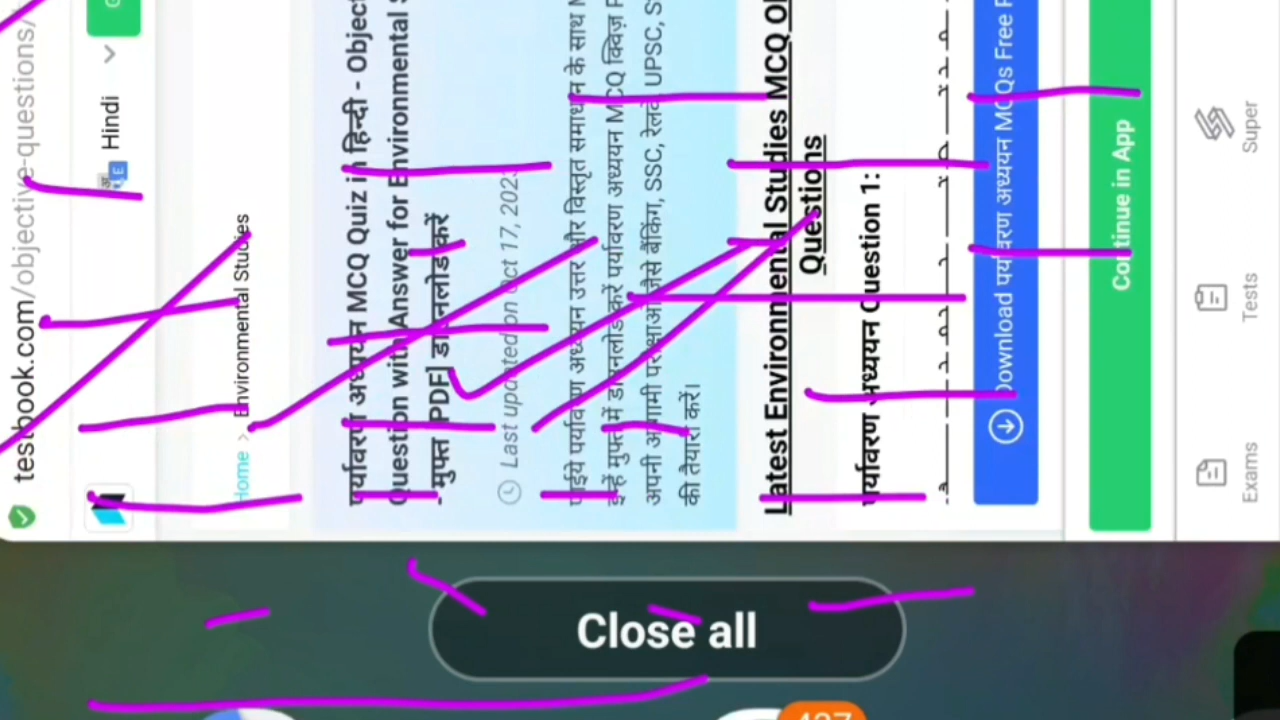 testbook.com/objective-questions/
Hindi
Home > Environmental Studies
पर्यावरण अध्ययन MCQ Quiz in हिन्दी - Object
Question with Answer for Environmental S
- मुफ्त [PDF] डाउनलोड करें
Last updated on Oct 17, 202
पाईये पर्यावरण अध्ययन उत्तर और विस्तृत समाधान के साथ
इन्हें मुफ्त में डाउनलोड करें पर्यावरण अध्ययन MCQ क्विज़
अपनी आगामी परीक्षाओं जैसे बैंकिंग, SSC, रेलवे, UPSC,
की तैयारी करें।
Latest Environmental Studies MCQ
Questions
पर्यावरण अध्ययन Question 1:
Download पर्यावरण अध्ययन MCQs Free
Continue in App
Exams
Tests
Super
Close all